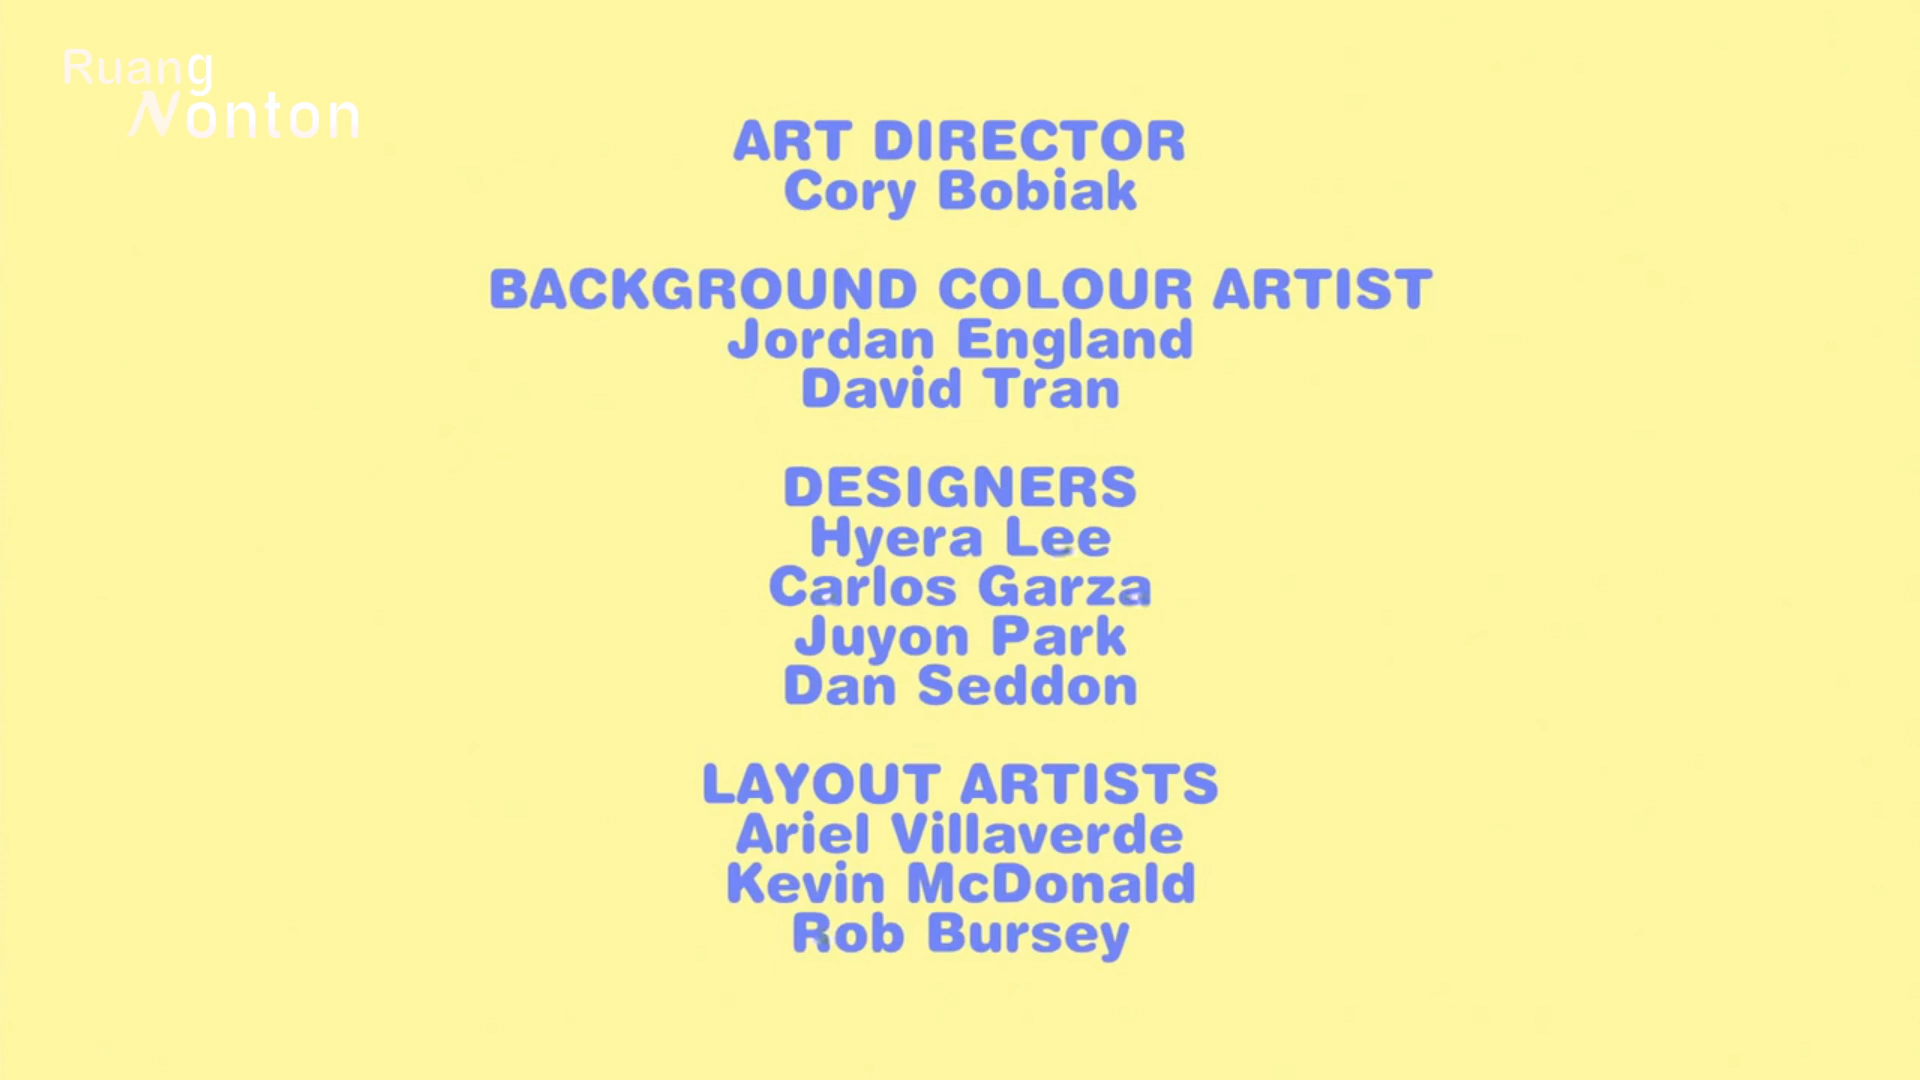 Ruang
Nonton
ART DIRECTOR
Cory Bobiak
BACKGROUND COLOUR ARTIST
Jordan England
David Tran
DESIGNERS
Hyera Lee
Carlos Garza
Juyon Park
Dan Seddon
LAYOUT ARTISTS
Ariel Villaverde
Kevin McDonald
Rob Bursey